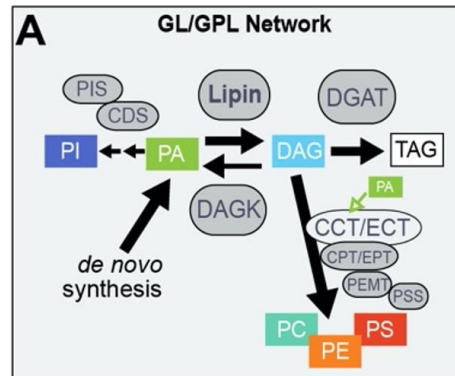 A
GL/GPL Network
PIS
CDS
Lipin
DGAT
PI
PA
DAG
TAG
DAGK
PA
CCT/ECT
CPT/EPT
PEMT
PSS
de novo
synthesis
PC
PE
PS